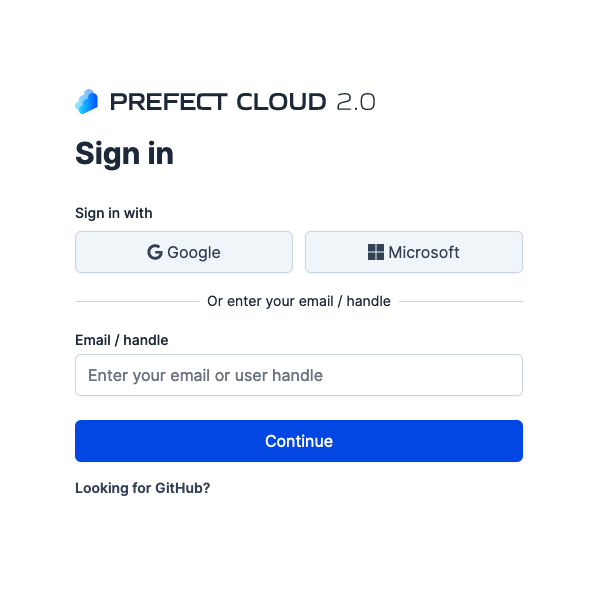 PREFECT CLOUD 2.0
Sign in
Sign in with
Google
Microsoft
Or enter your email / handle
Email / handle
Enter your email or user handle
Continue
Looking for GitHub?